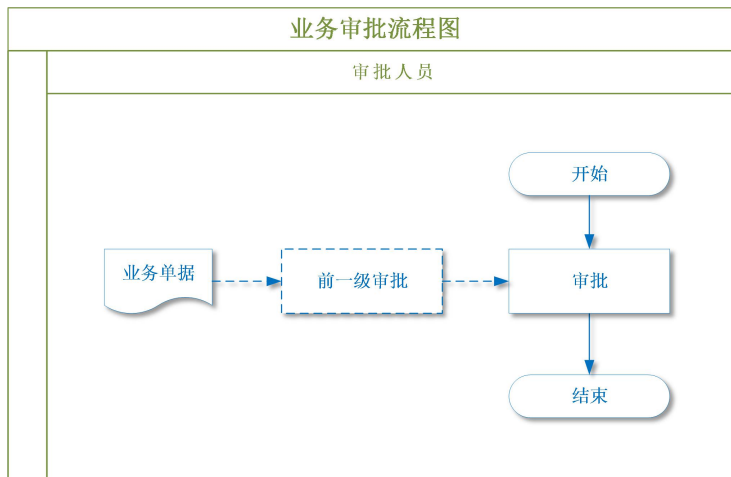 业务审批流程图
审批人员
开始
业务单据
前一级审批
审批
结束